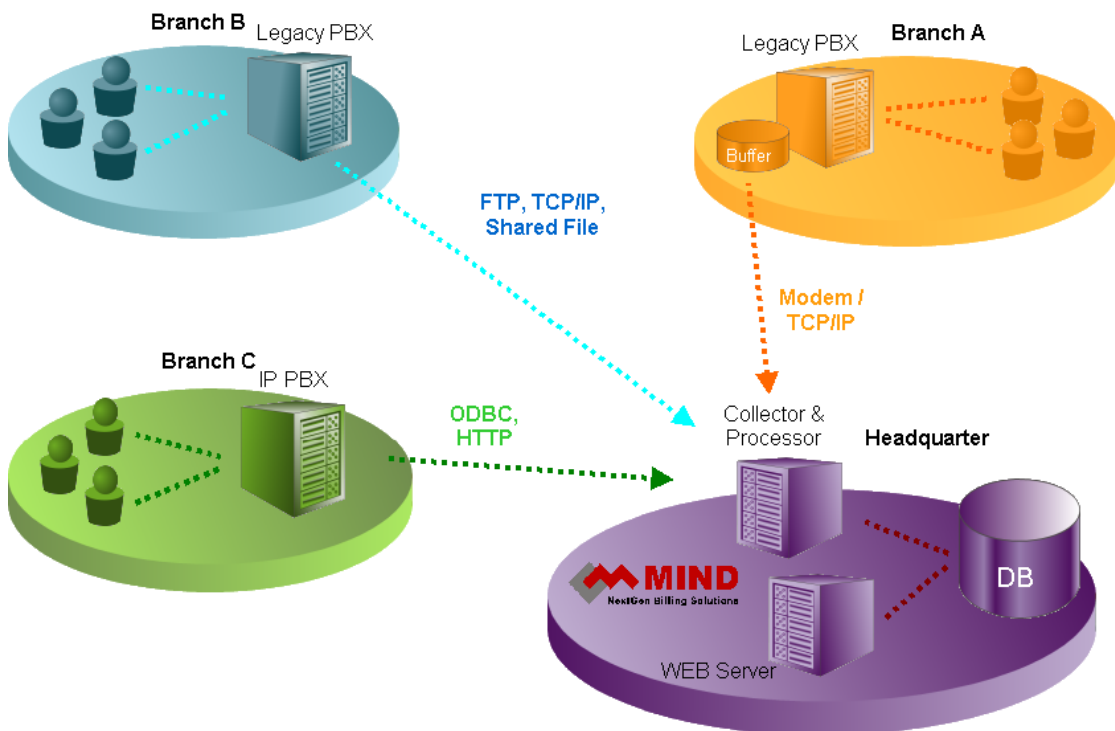 Branch B
Legacy PBX
Legacy PBX
Branch A
Buffer
FTP, TCP/IP,
Shared File
Modem /
TCP/IP
Branch C
IP PBX
ODBC,
HTTP
Collector &
Processor
Headquarter
MIND
NextGen Billing Solutions
DB
WEB Server